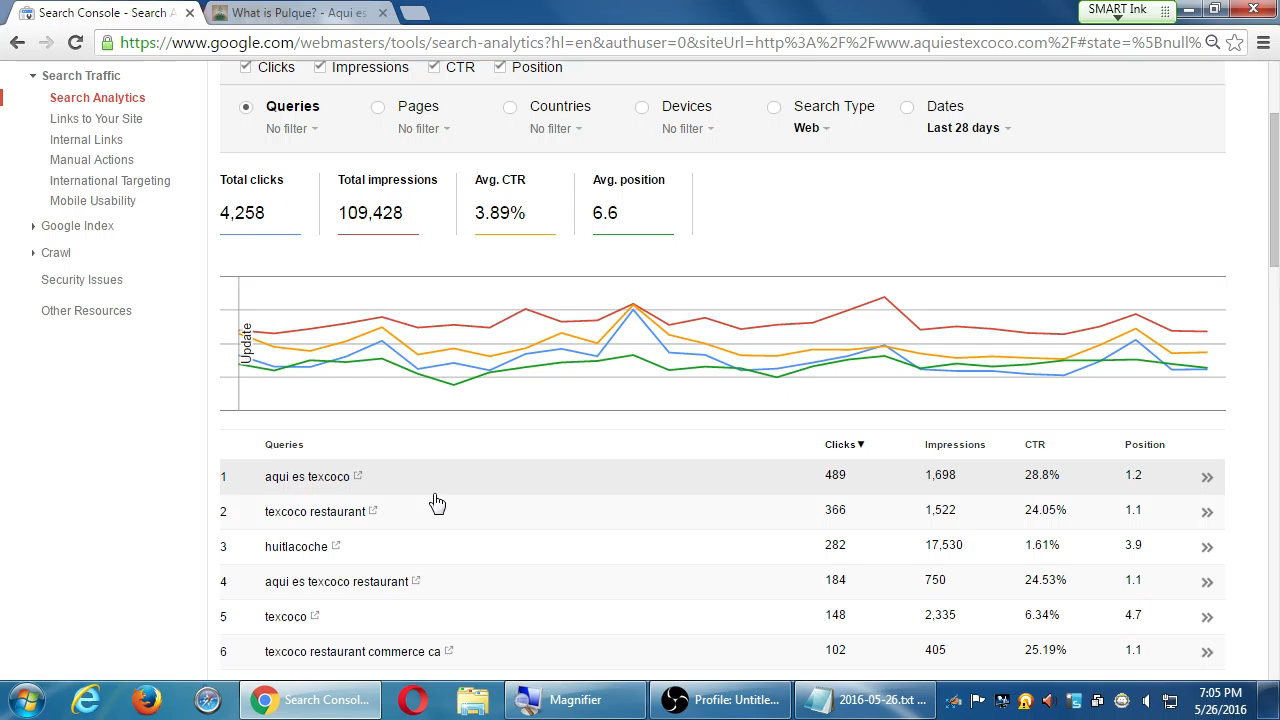 Search Console - Search A
What is Pulque? - Aqui es
SMART Ink
https://www.google.com/webmasters/tools/search-analytics?hl=en&authuser=0&siteUrl=http%3A%2F%2Fwww.aquiestexcoco.com%2F#state=%5Bnull%
Search Traffic
Search Analytics
Links to Your Site
Internal Links
Manual Actions
International Targeting
Mobile Usability
Google Index
Crawl
Security Issues
Other Resources
Clicks Impressions CTR Position
Queries Pages Countries Devices Search Type Dates
No filter No filter No filter No filter Web Last 28 days
Total clicks Total impressions Avg. CTR Avg. position
4,258 109,428 3.89% 6.6
Update
Queries Clicks▼ Impressions CTR Position
1 aqui es texcoco 489 1,698 28.8% 1.2 »
2 texcoco restaurant 366 1,522 24.05% 1.1 »
3 huitlacoche 282 17,530 1.61% 3.9 »
4 aqui es texcoco restaurant 184 750 24.53% 1.1 »
5 texcoco 148 2,335 6.34% 4.7 »
6 texcoco restaurant commerce ca 102 405 25.19% 1.1 »
Search Consol...
Magnifier
Profile: Untitle...
2016-05-26.txt ...
7:05 PM
5/26/2016